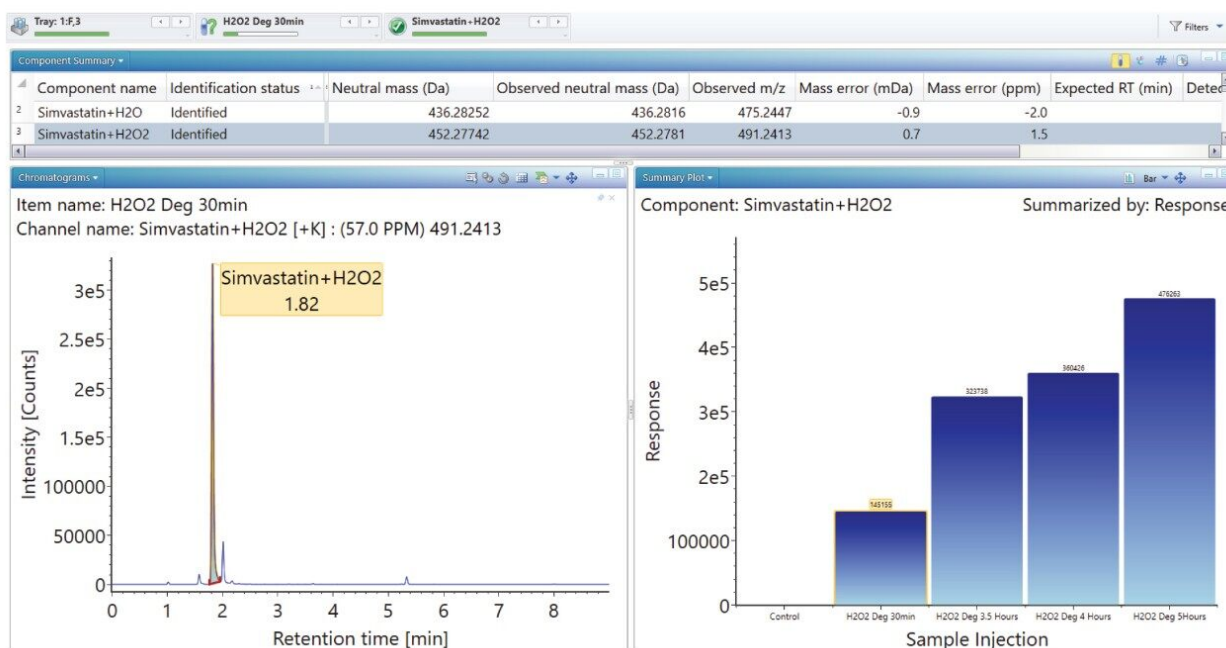 Tray: 1:F,3
H2O2 Deg 30min
Simvastatin+H2O2
Filters
Component Summary
Component name Identification status Neutral mass (Da) Observed neutral mass (Da) Observed m/z Mass error (mDa) Mass error (ppm) Expected RT (min) Detec
2 Simvastatin+H2O Identified 436.28252 436.2816 475.2447 -0.9 -2.0
3 Simvastatin+H2O2 Identified 452.27742 452.2781 491.2413 0.7 1.5
Chromatograms
Item name: H2O2 Deg 30min
Channel name: Simvastatin+H2O2 [+K] : (57.0 PPM) 491.2413
Simvastatin+H2O2
1.82
3e5
2.5e5
2e5
1.5e5
100000
50000
0
Intensity [Counts]
0 1 2 3 4 5 6 7 8
Retention time [min]
Summary Plot
Bar
Component: Simvastatin+H2O2 Summarized by: Response
5e5
4e5
3e5
2e5
100000
0
Response
145155
323738
360426
476263
Control H2O2 Deg 30min H2O2 Deg 3.5 Hours H2O2 Deg 4 Hours H2O2 Deg 5Hours
Sample Injection